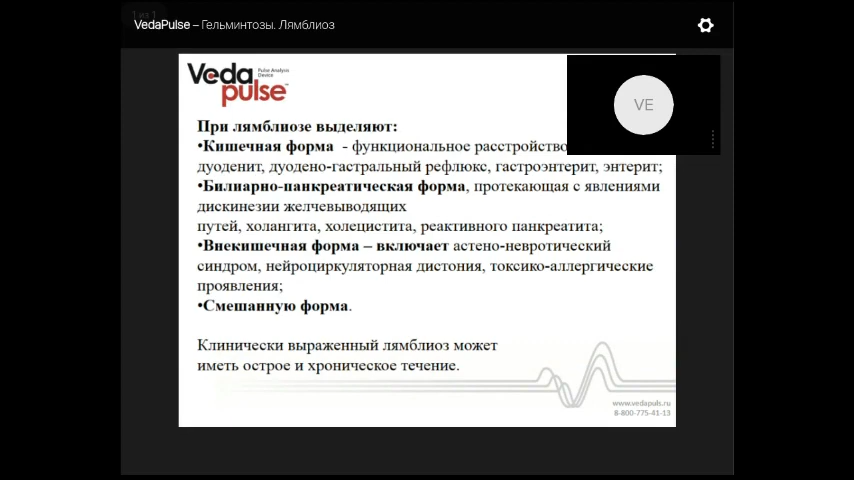 VedaPulse – Гельминтозы. Лямблиоз
Veda
pulse
Pulse Analysis
Device
VE
При лямблиозе выделяют:
•Кишечная форма - функциональное расстройство
дуоденит, дуодено-гастральный рефлюкс, гастроэнтерит, энтерит;
•Билиарно-панкреатическая форма, протекающая с явлениями
дискинезии желчевыводящих
путей, холангита, холецистита, реактивного панкреатита;
•Внекишечная форма – включает астено-невротический
синдром, нейроциркуляторная дистония, токсико-аллергические
проявления;
•Смешанную форма.
Клинически выраженный лямблиоз может
иметь острое и хроническое течение.
www.vedapuls.ru
8-800-775-41-13